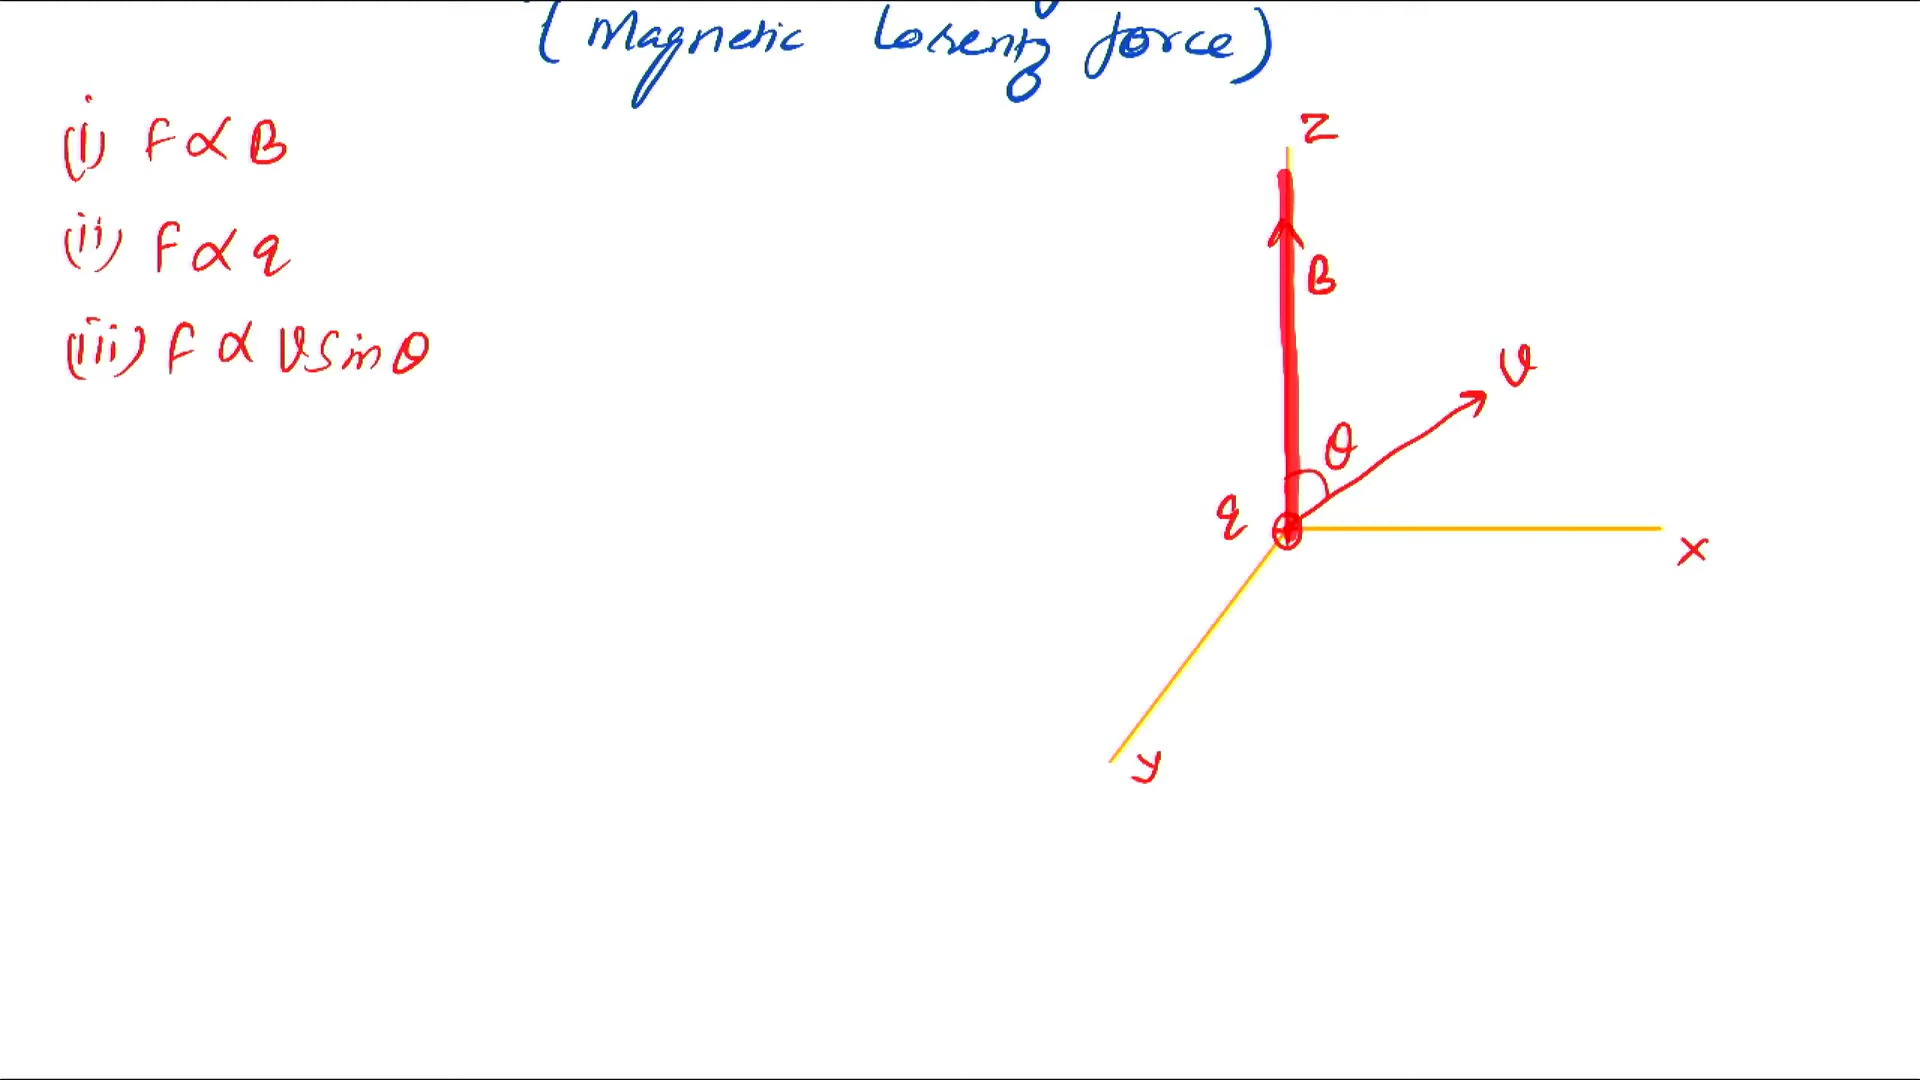 (Magnetic Lorentz force)
(i) F ∝ B
(ii) F ∝ q
(iii) F ∝ v sin θ
z
B
v
θ
q
x
y